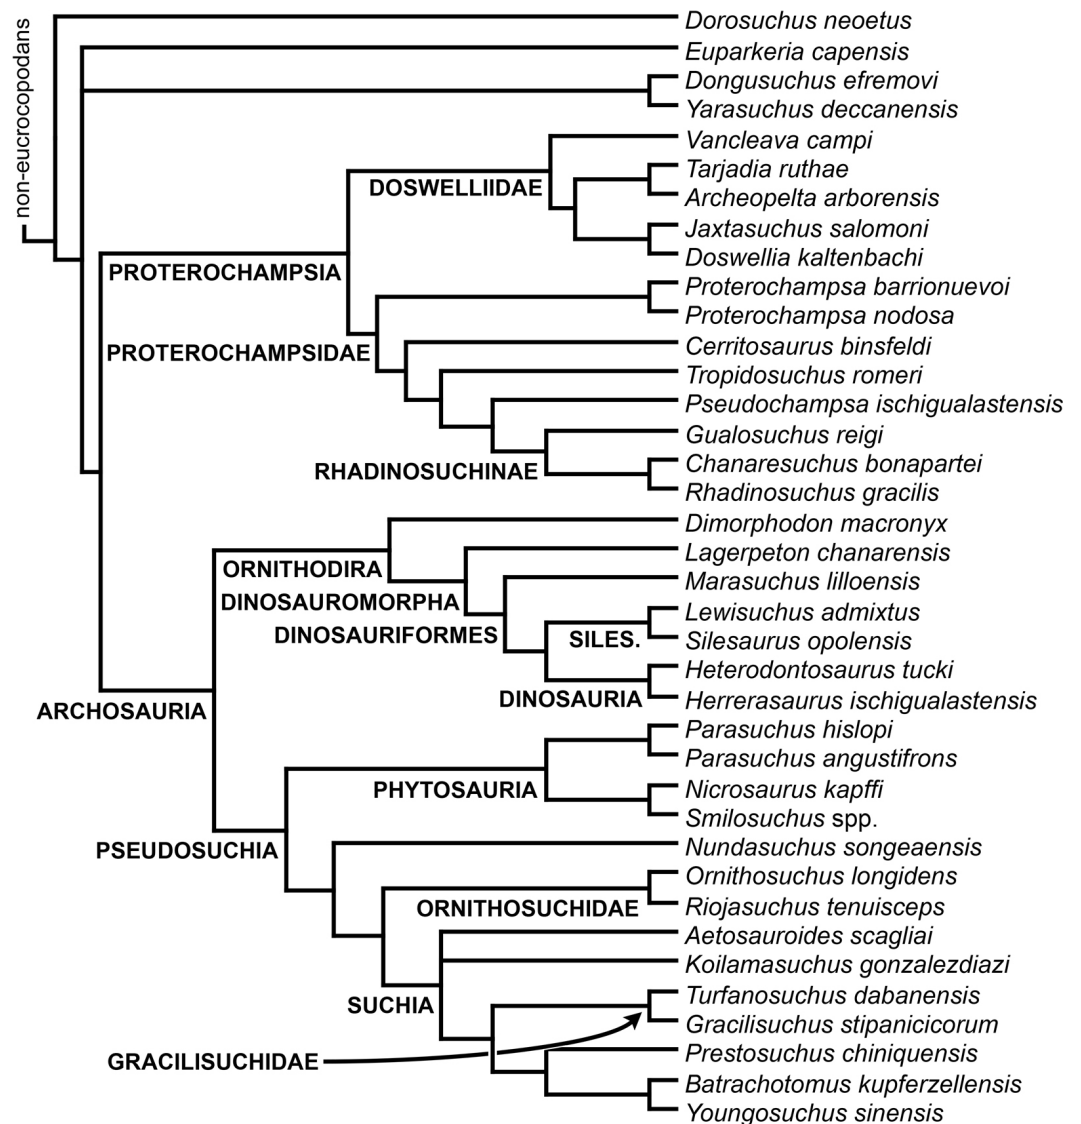 non-eucrocopodans
Dorosuchus neoetus
Euparkeria capensis
Dongusuchus efremovi
Yarasuchus deccanensis
Vancleava campi
Tarjadia ruthae
DOSWELLIIDAE
Archeopelta arborensis
Jaxtasuchus salomoni
Doswellia kaltenbachi
PROTEROCHAMPSIA
Proterochampsa barrionuevoi
Proterochampsa nodosa
Cerritosaurus binsfeldi
PROTEROCHAMPSIDAE
Tropidosuchus romeri
Pseudochampsa ischigualastensis
Gualosuchus reigi
Chanaresuchus bonapartei
RHADINOSUCHINAE
Rhadinosuchus gracilis
Dimorphodon macronyx
Lagerpeton chanarensis
ORNITHODIRA
Marasuchus lilloensis
DINOSAUROMORPHA
Lewisuchus admixtus
DINOSAURIFORMES
SILES.
Silesaurus opolensis
Heterodontosaurus tucki
DINOSAURIA
Herrerasaurus ischigualastensis
ARCHOSAURIA
Parasuchus hislopi
Parasuchus angustifrons
PHYTOSAURIA
Nicrosaurus kapffi
Smilosuchus spp.
PSEUDOSUCHIA
Nundasuchus songeaensis
Ornithosuchus longidens
ORNITHOSUCHIDAE
Riojasuchus tenuisceps
Aetosauroides scagliai
Koilamasuchus gonzalezdiazi
SUCHIA
Turfanosuchus dabanensis
Gracilisuchus stipanicicorum
GRACILISUCHIDAE
Prestosuchus chiniquensis
Batrachotomus kupferzellensis
Youngosuchus sinensis